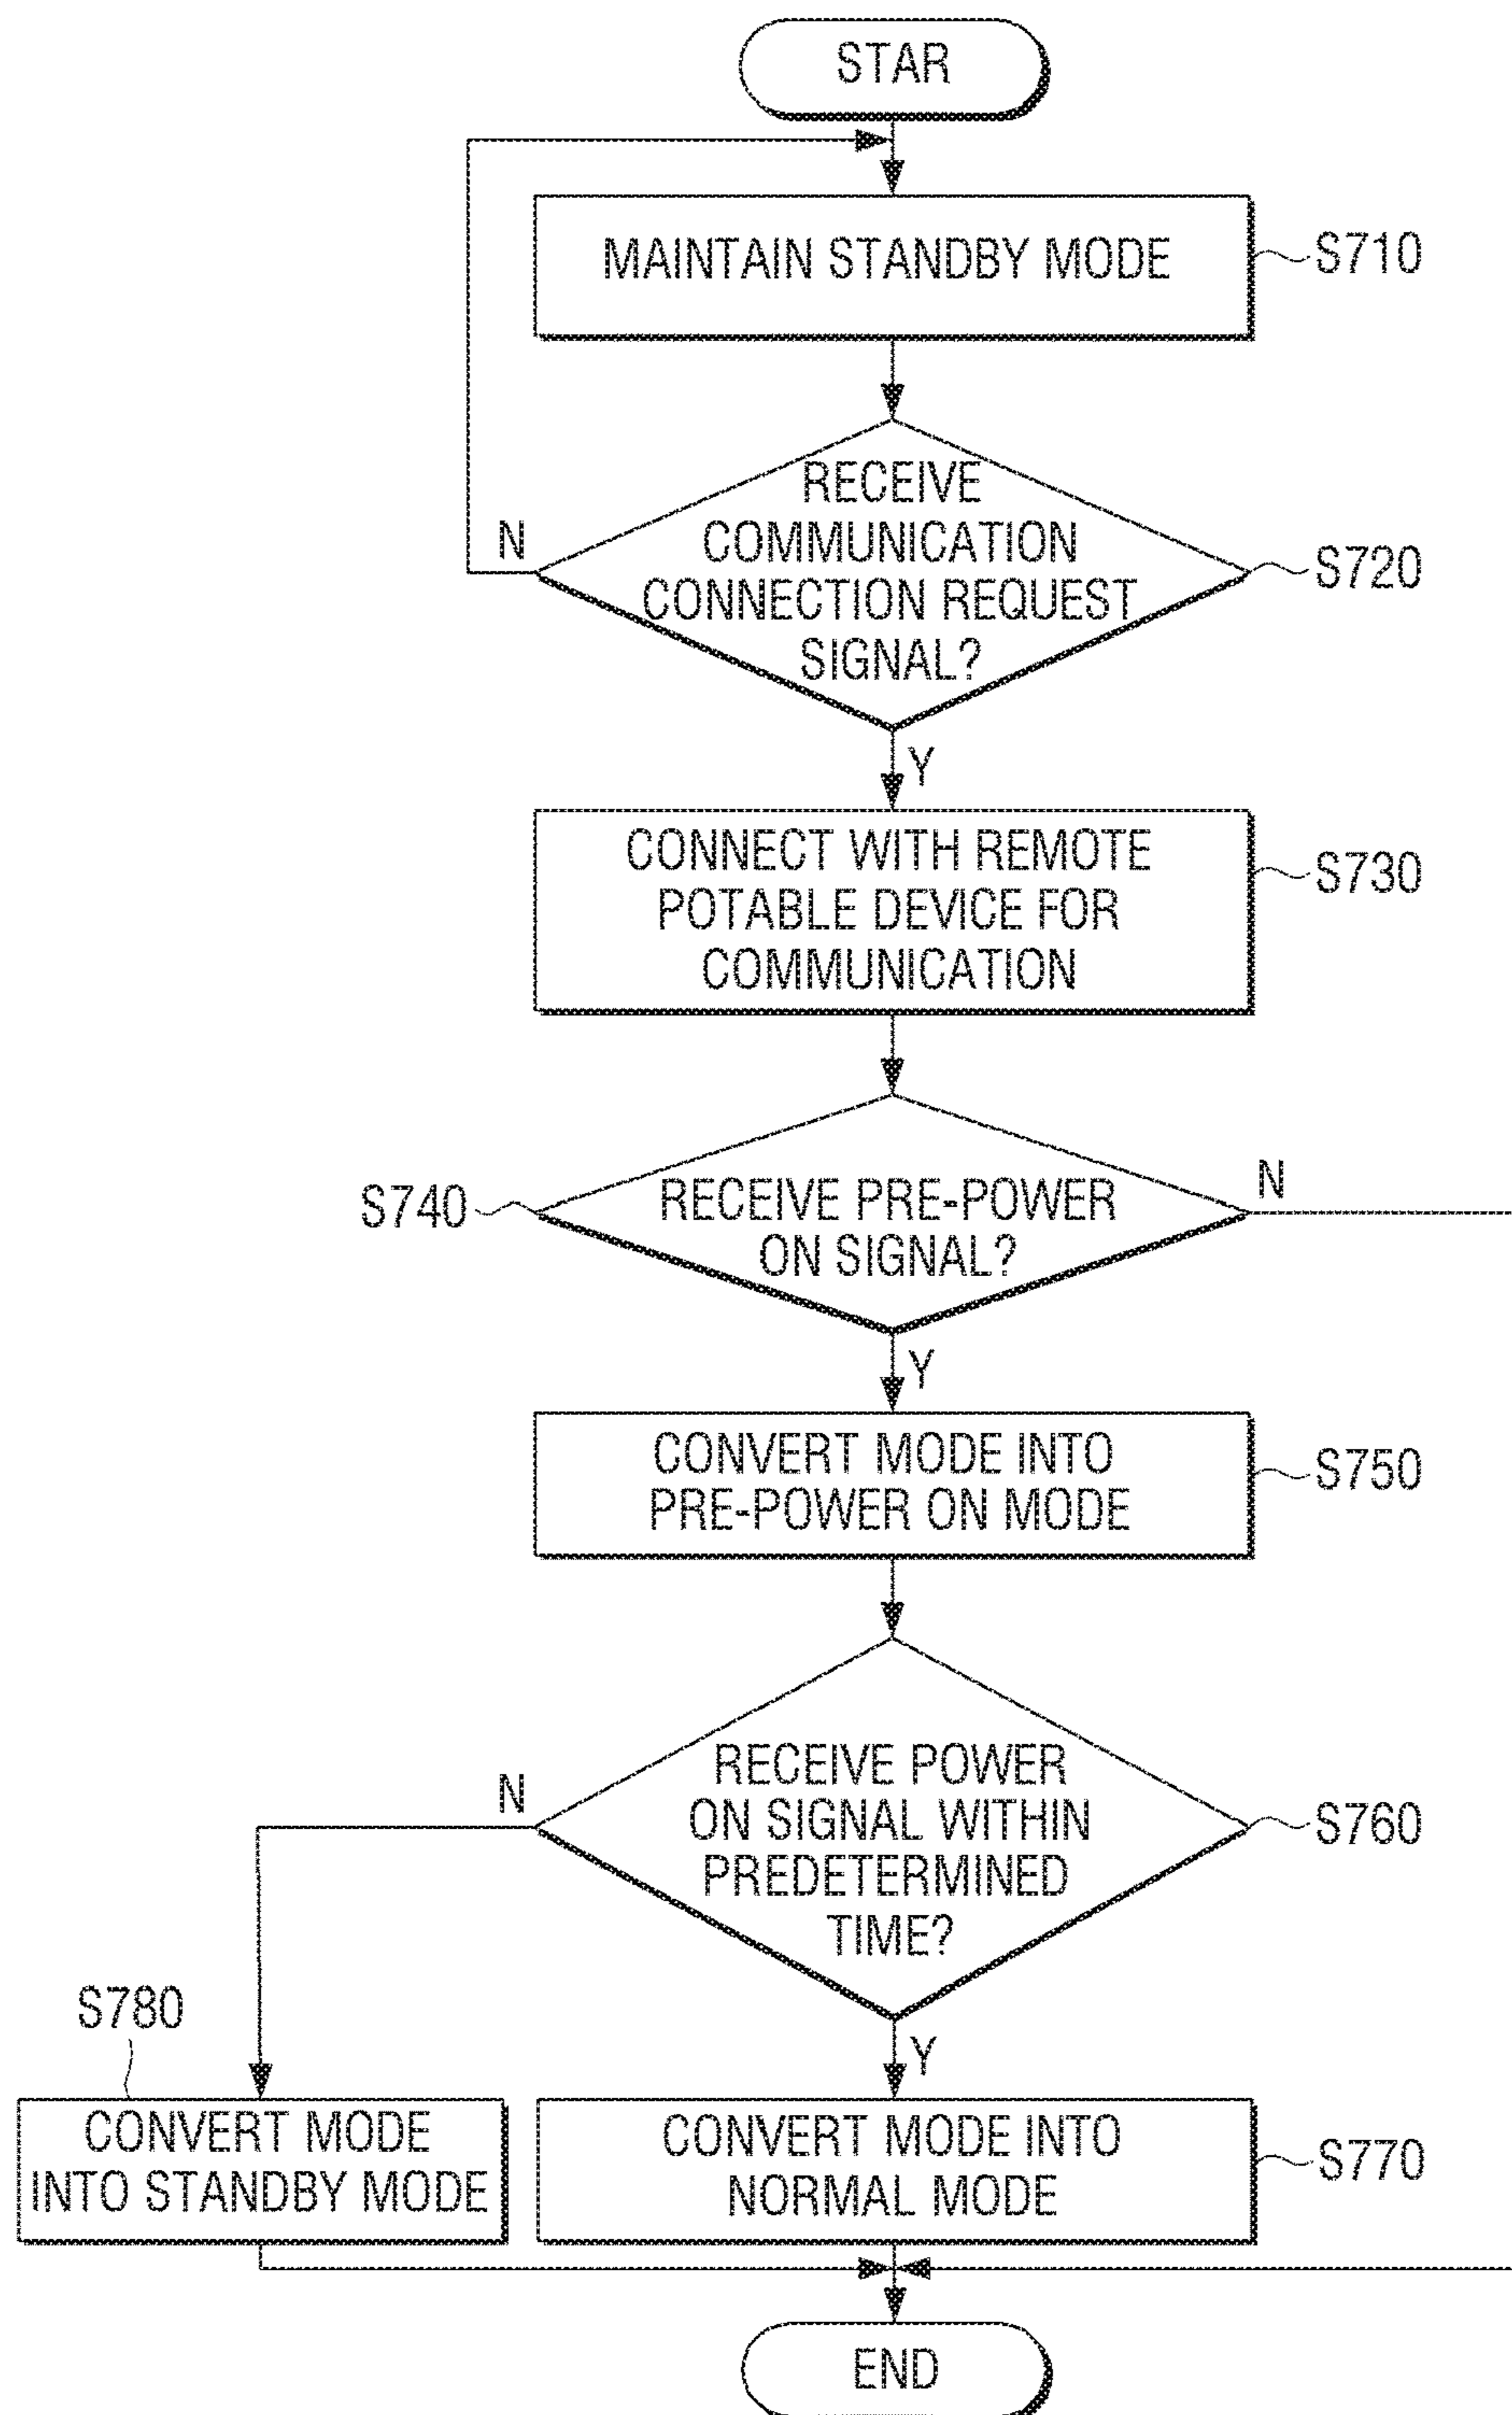 STAR
MAINTAIN STANDBY MODE
S710
RECEIVE
COMMUNICATION
CONNECTION REQUEST
SIGNAL?
N
S720
Y
CONNECT WITH REMOTE
POTABLE DEVICE FOR
COMMUNICATION
S730
S740
RECEIVE PRE-POWER
ON SIGNAL?
N
Y
CONVERT MODE INTO
PRE-POWER ON MODE
S750
N
RECEIVE POWER
ON SIGNAL WITHIN
PREDETERMINED
TIME?
S760
S780
Y
CONVERT MODE
INTO STANDBY MODE
CONVERT MODE INTO
NORMAL MODE
S770
END